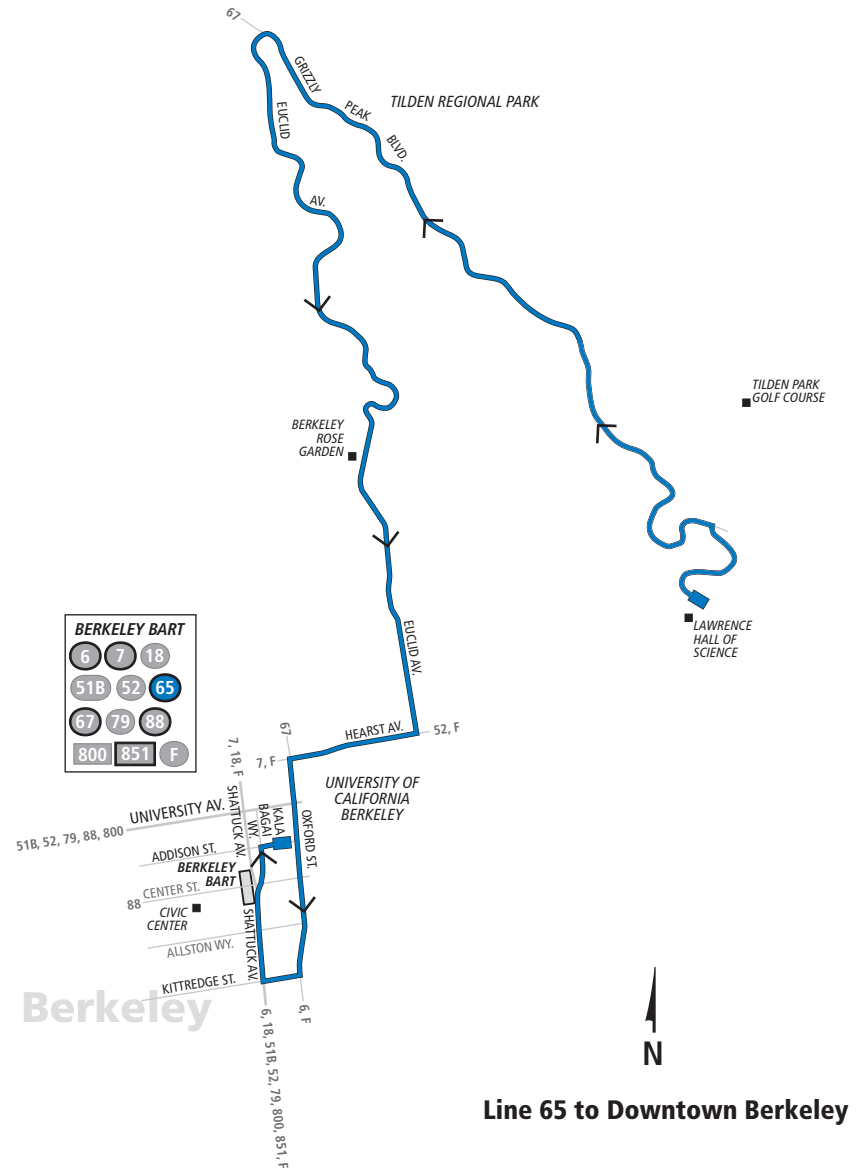 67
GRIZZLY
PEAK
BLVD.
TILDEN REGIONAL PARK
EUCLID
AV.
TILDEN PARK
GOLF COURSE
BERKELEY
ROSE
GARDEN
LAWRENCE
HALL OF
SCIENCE
EUCLID AV.
BERKELEY BART
6 7 18
51B 52 65
67 79 88
800 851 F
HEARST AV.
52, F
67
7, F
7, 18, F
UNIVERSITY OF
CALIFORNIA
BERKELEY
UNIVERSITY AV.
51B, 52, 79, 88, 800
SHATTUCK AV.
KALA
BAGAI
WY.
OXFORD ST.
ADDISON ST.
BERKELEY
BART
CENTER ST.
88
CIVIC
CENTER
SHATTUCK AV.
ALLSTON WY.
KITTREDGE ST.
Berkeley
6, F
6, 18, 51B, 52, 79, 800, 851, F
N
Line 65 to Downtown Berkeley